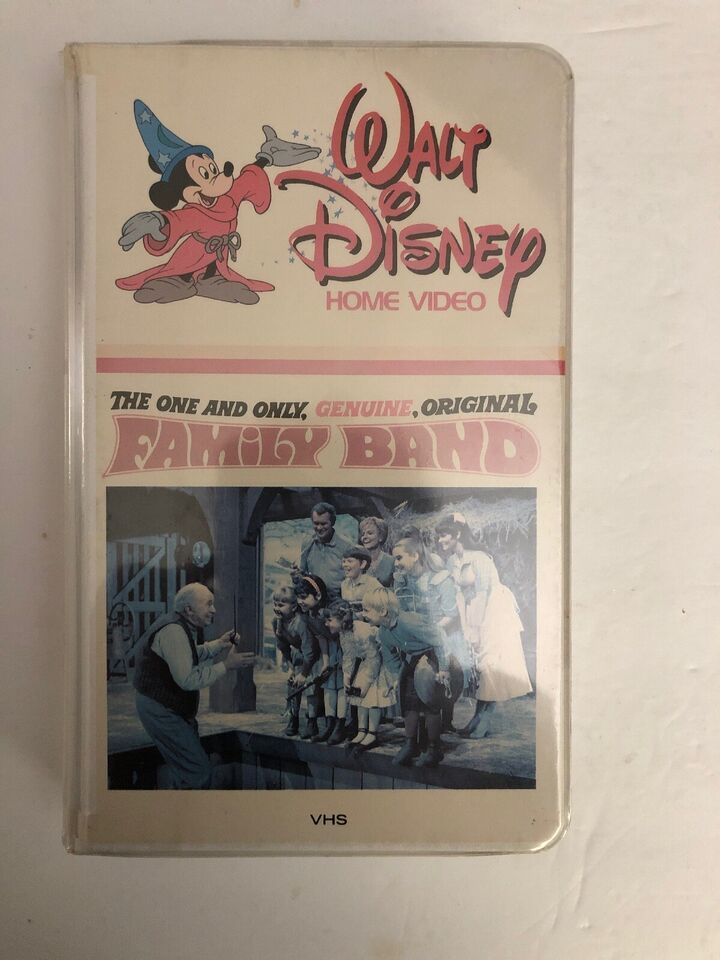 WALT
DISNEY
HOME VIDEO
THE ONE AND ONLY, GENUINE, ORIGINAL
FAMILY BAND
VHS